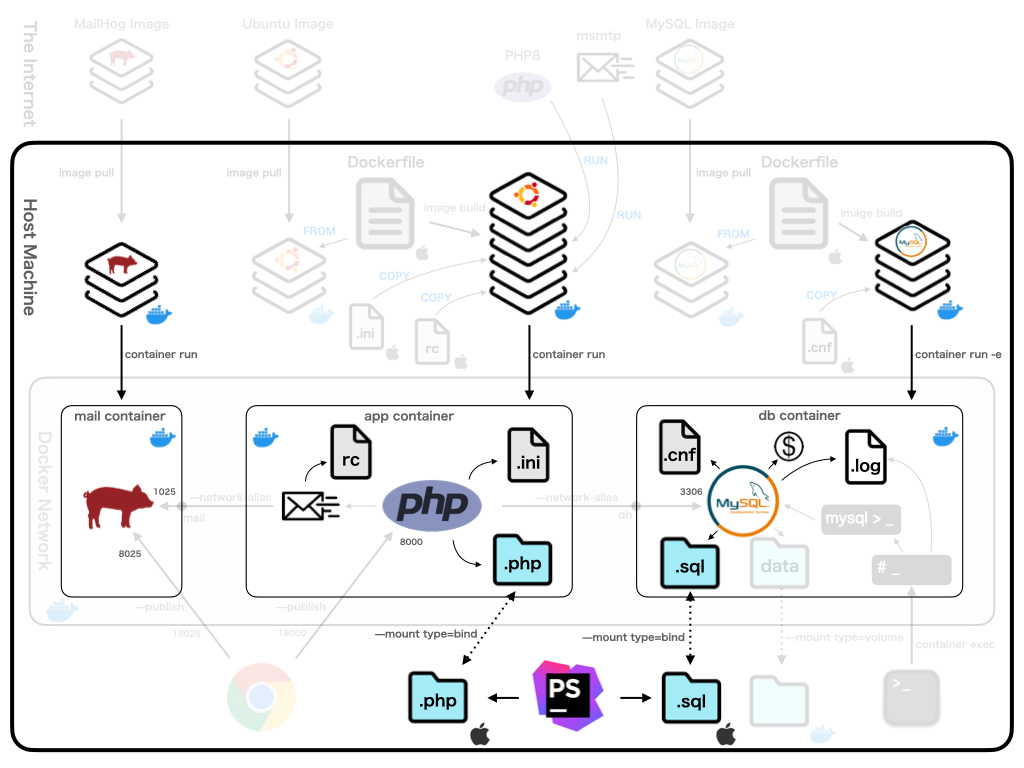 The Internet
MailHog Image
Ubuntu Image
PHP8
php
msmtp
MySQL Image
MySQL
Host Machine
image pull
image pull
Dockerfile
image build
FROM
COPY
COPY
.ini
rc
RUN
RUN
image pull
Dockerfile
image build
FROM
MySQL
COPY
.cnf
MySQL
container run
container run
container run -e
Docker Network
mail container
1025
8025
app container
rc
.ini
php
8000
.php
—network-alias
mail
—network-alias
db
db container
.cnf
$
.log
3306
MySQL
mysql > _
.sql
data
# _
—publish
18025
—publish
18000
—mount type=bind
—mount type=bind
—mount type=volume
container exec
.php
PS
.sql
>_